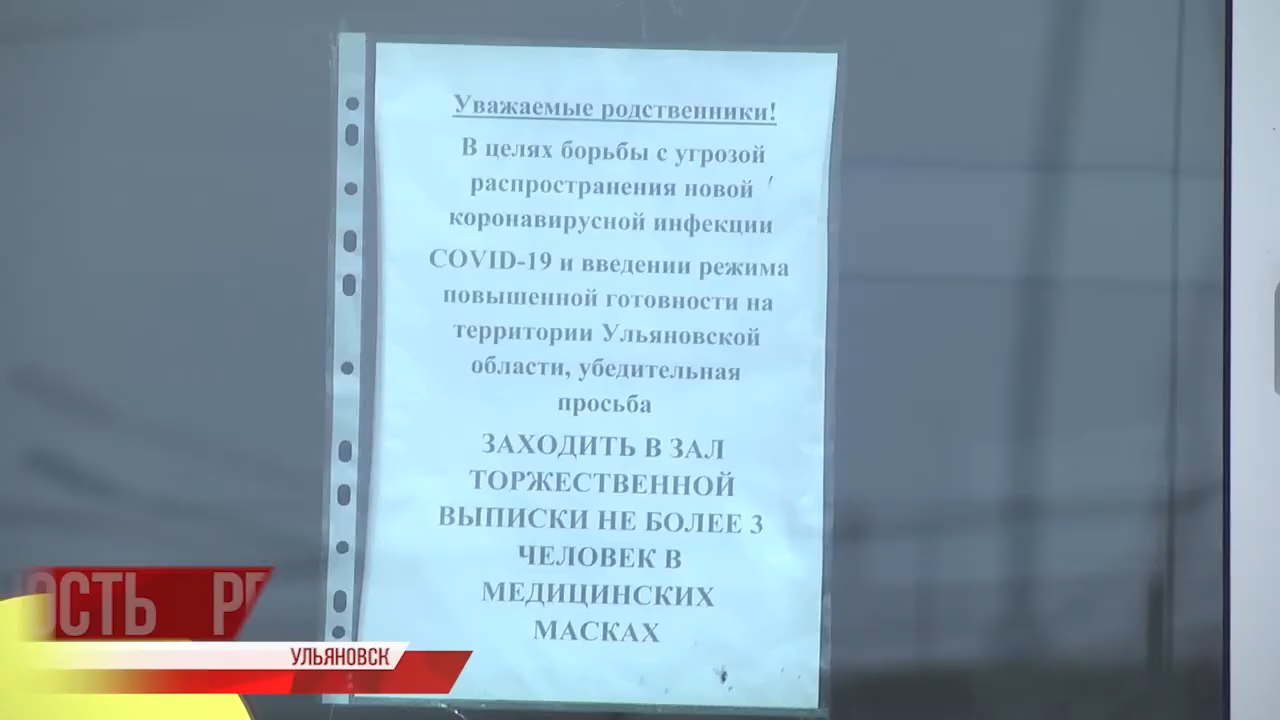 Уважаемые родственники!
В целях борьбы с угрозой
распространения новой
коронавирусной инфекции
COVID-19 и введении режима
повышенной готовности на
территории Ульяновской
области, убедительная
просьба
ЗАХОДИТЬ В ЗАЛ
ТОРЖЕСТВЕННОЙ
ВЫПИСКИ НЕ БОЛЕЕ 3
ЧЕЛОВЕК В
МЕДИЦИНСКИХ
МАСКАХ
УЛЬЯНОВСК